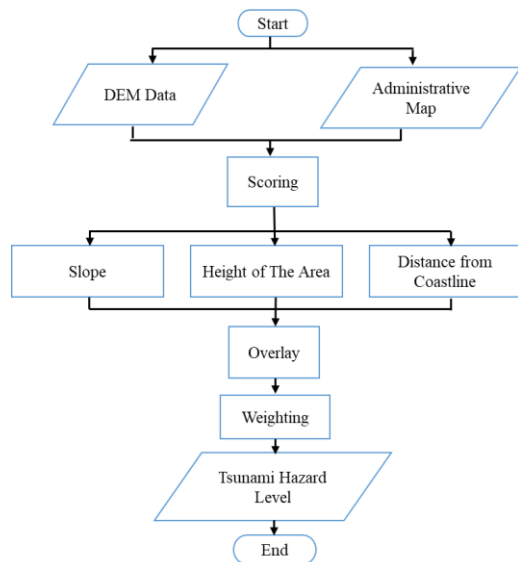 Start
DEM Data
Administrative
Map
Scoring
Slope
Height of The Area
Distance from
Coastline
Overlay
Weighting
Tsunami Hazard
Level
End